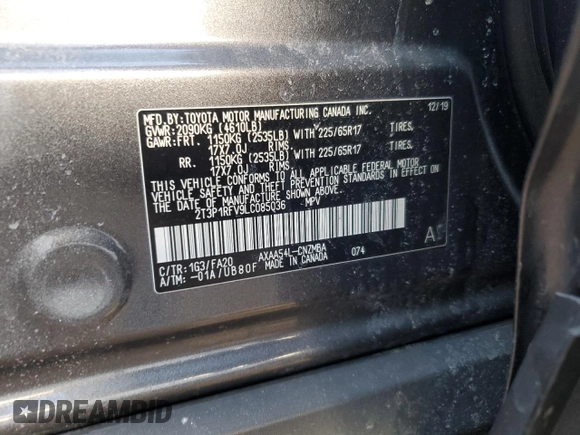 MFD.BY: TOYOTA MOTOR MANUFACTURING CANADA INC. 12/19
GVWR: 2090KG (4610LB)
GAWR: FRT. 1150KG (2535LB) WITH 225/65R17 TIRES,
17X7.0J RIMS.
RR. 1150KG (2535LB) WITH 225/65R17 TIRES,
17X7.0J RIMS.
THIS VEHICLE CONFORMS TO ALL APPLICABLE FEDERAL MOTOR
VEHICLE SAFETY STANDARDS IN EFFECT ON THE
DATE OF MANUFACTURE SHOWN ABOVE.
2T3P1RFV9LC085036 MPV
A
C/TR: 1G3/FA20 AXAA54L-CNZMBA 074
A/TM: -01A/UB80F MADE IN CANADA
DREAMBID